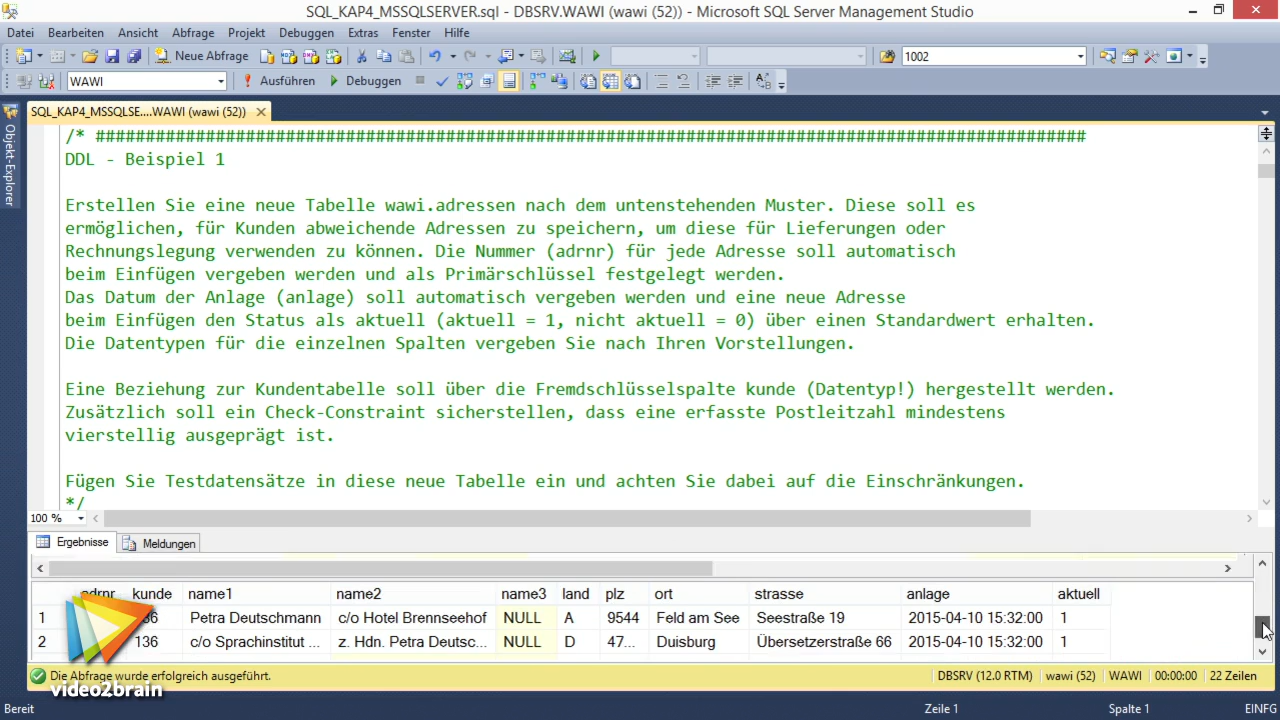 SQL_KAP4_MSSQLSERVER.sql - DBSRV.WAWI (wawi (52)) - Microsoft SQL Server Management Studio
Datei Bearbeiten Ansicht Abfrage Projekt Debuggen Extras Fenster Hilfe
Neue Abfrage 1002
WAWI Ausführen Debuggen
SQL_KAP4_MSSQLSE....WAWI (wawi (52))
Objekt-Explorer
/* ###################################################################################################
DDL - Beispiel 1
Erstellen Sie eine neue Tabelle wawi.adressen nach dem untenstehenden Muster. Diese soll es
ermöglichen, für Kunden abweichende Adressen zu speichern, um diese für Lieferungen oder
Rechnungslegung verwenden zu können. Die Nummer (adrnr) für jede Adresse soll automatisch
beim Einfügen vergeben werden und als Primärschlüssel festgelegt werden.
Das Datum der Anlage (anlage) soll automatisch vergeben werden und eine neue Adresse
beim Einfügen den Status als aktuell (aktuell = 1, nicht aktuell = 0) über einen Standardwert erhalten.
Die Datentypen für die einzelnen Spalten vergeben Sie nach Ihren Vorstellungen.
Eine Beziehung zur Kundentabelle soll über die Fremdschlüsselspalte kunde (Datentyp!) hergestellt werden.
Zusätzlich soll ein Check-Constraint sicherstellen, dass eine erfasste Postleitzahl mindestens
vierstellig ausgeprägt ist.
Fügen Sie Testdatensätze in diese neue Tabelle ein und achten Sie dabei auf die Einschränkungen.
*/
100 %
Ergebnisse Meldungen
adrnr kunde name1 name2 name3 land plz ort strasse anlage aktuell
1 Petra Deutschmann c/o Hotel Brennseehof NULL A 9544 Feld am See Seestraße 19 2015-04-10 15:32:00 1
2 136 c/o Sprachinstitut ... z. Hdn. Petra Deutsc... NULL D 47... Duisburg Übersetzerstraße 66 2015-04-10 15:32:00 1
Die Abfrage wurde erfolgreich ausgeführt. DBSRV (12.0 RTM) wawi (52) WAWI 00:00:00 22 Zeilen
video2brain
Bereit Zeile 1 Spalte 1 EINFG